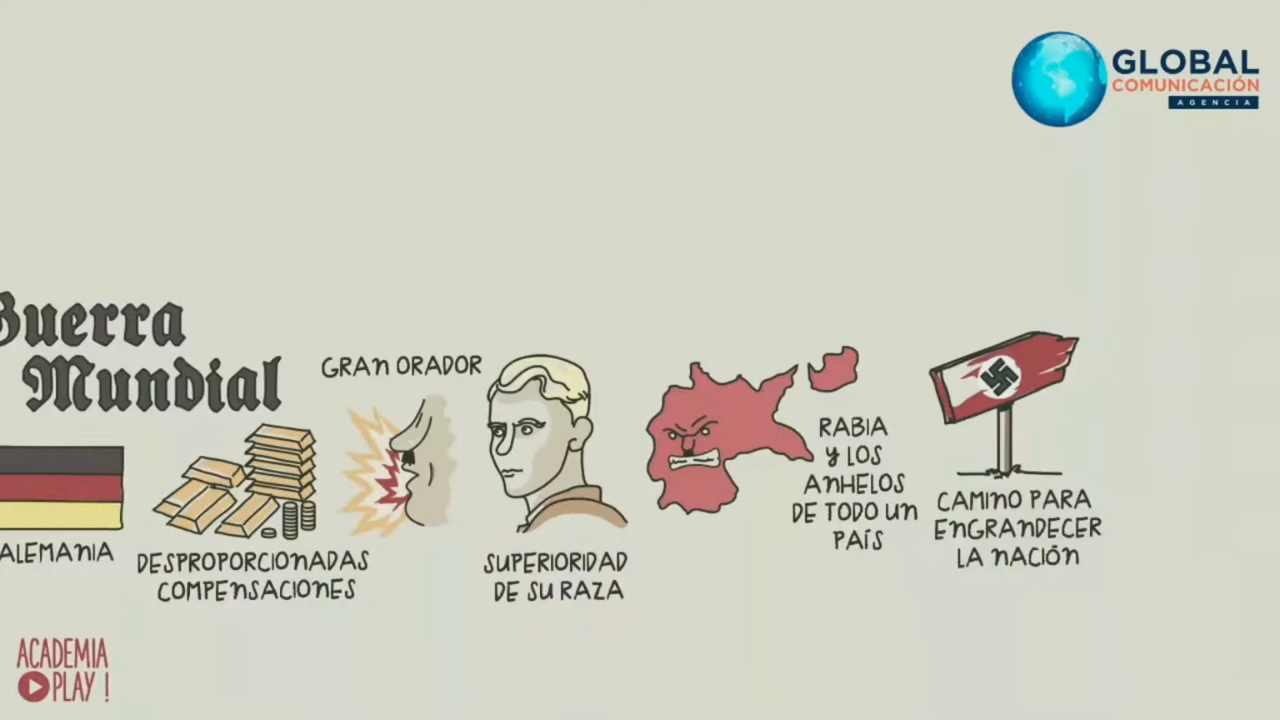 GLOBAL
COMUNICACIÓN
AGENCIA
Guerra
Mundial
GRAN ORADOR
ALEMANIA
DESPROPORCIONADAS
COMPENSACIONES
SUPERIORIDAD
DE SU RAZA
RABIA
y LOS
ANHELOS
DE TODO Un
PAÍS
CAMINO PARA
ENGRANDECER
LA NACIÓN
ACADEMIA
PLAY !